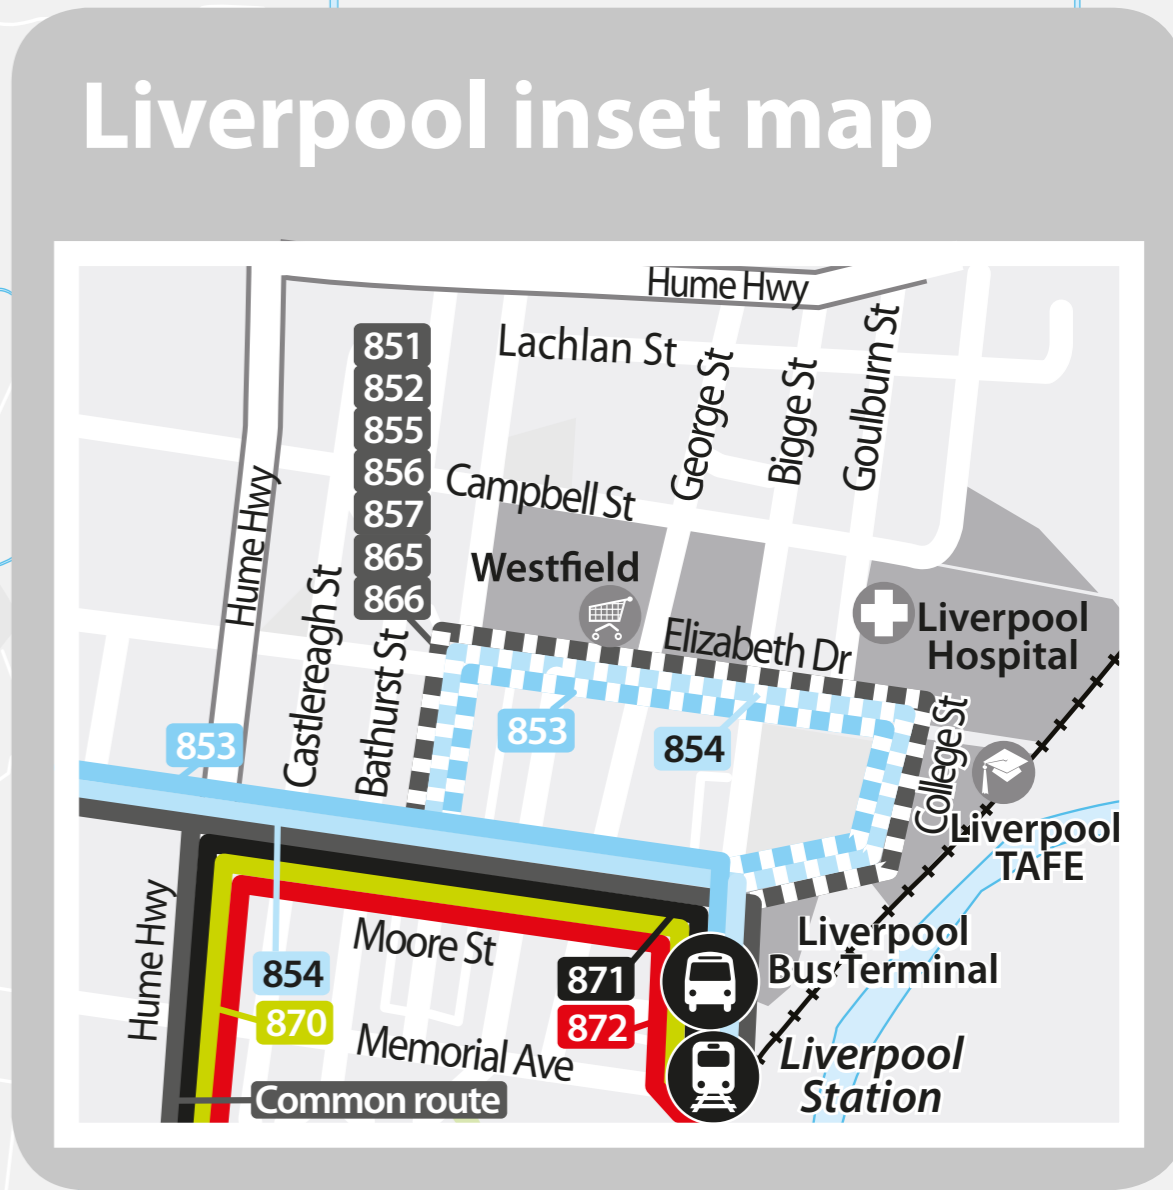 Liverpool inset map
Hume Hwy
Lachlan St
851
852
855
856
857
865
866
George St
Bigge St
Goulburn St
Campbell St
Hume Hwy
Westfield
Castlereagh St
Bathurst St
Elizabeth Dr
Liverpool
Hospital
853
853
854
College St
Liverpool
TAFE
Hume Hwy
Moore St
854
870
871
872
Liverpool
Bus Terminal
Memorial Ave
Liverpool
Station
Common route